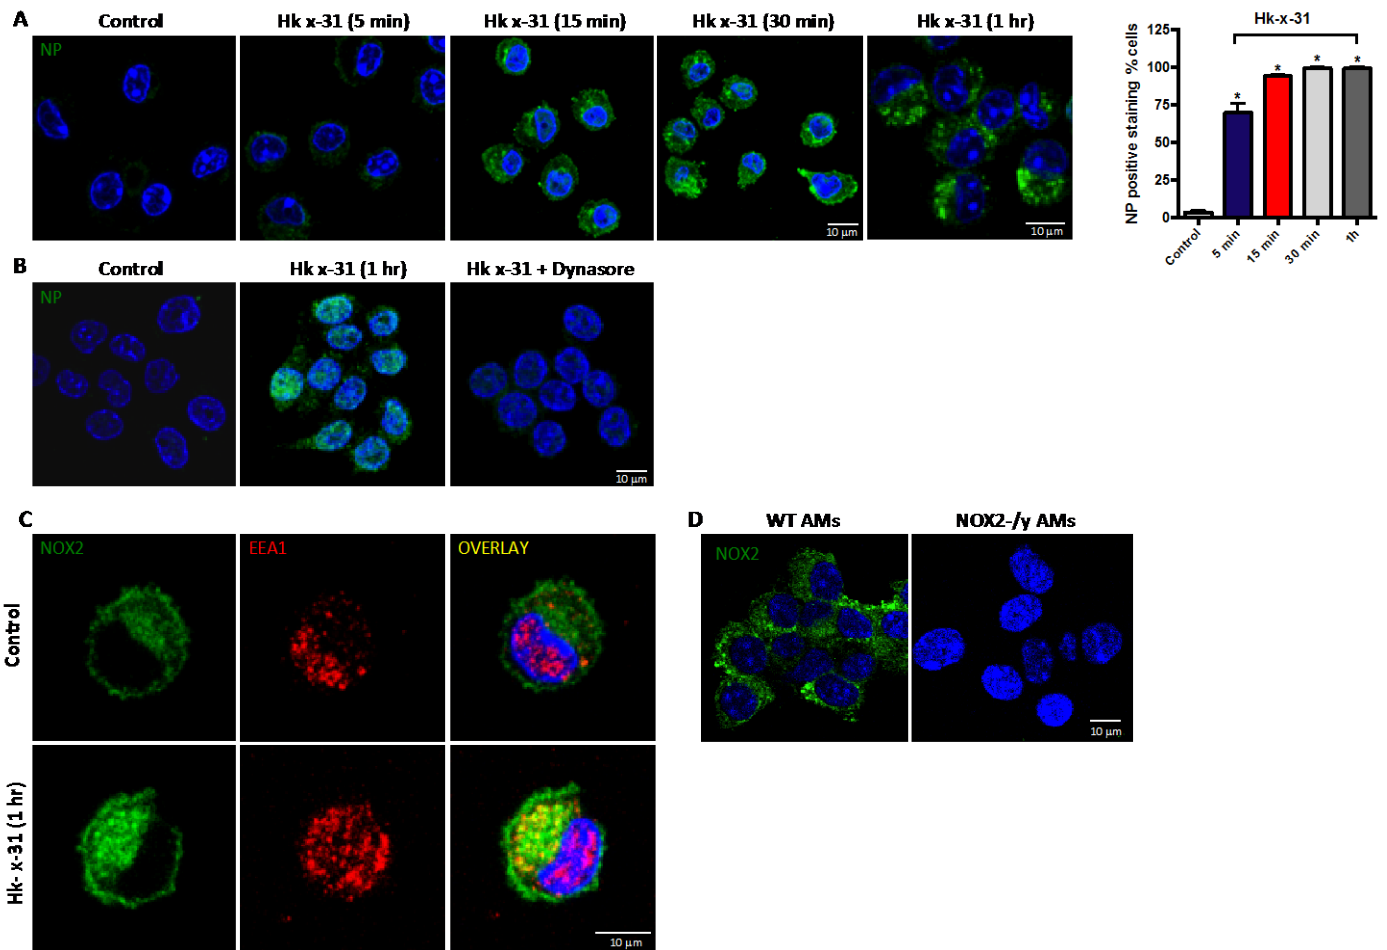 A
Control
Hk x-31 (5 min)
Hk x-31 (15 min)
Hk x-31 (30 min)
Hk x-31 (1 hr)
NP
10 µm
10 µm
Hk-x-31
NP positive staining % cells
125
100
75
50
25
0
* * * *
Control
5 min
15 min
30 min
1h
B
Control
Hk x-31 (1 hr)
Hk x-31 + Dynasore
NP
10 µm
C
Control
NOX2
EEA1
OVERLAY
Hk- x-31 (1 hr)
10 µm
D
WT AMs
NOX2-/y AMs
NOX2
10 µm